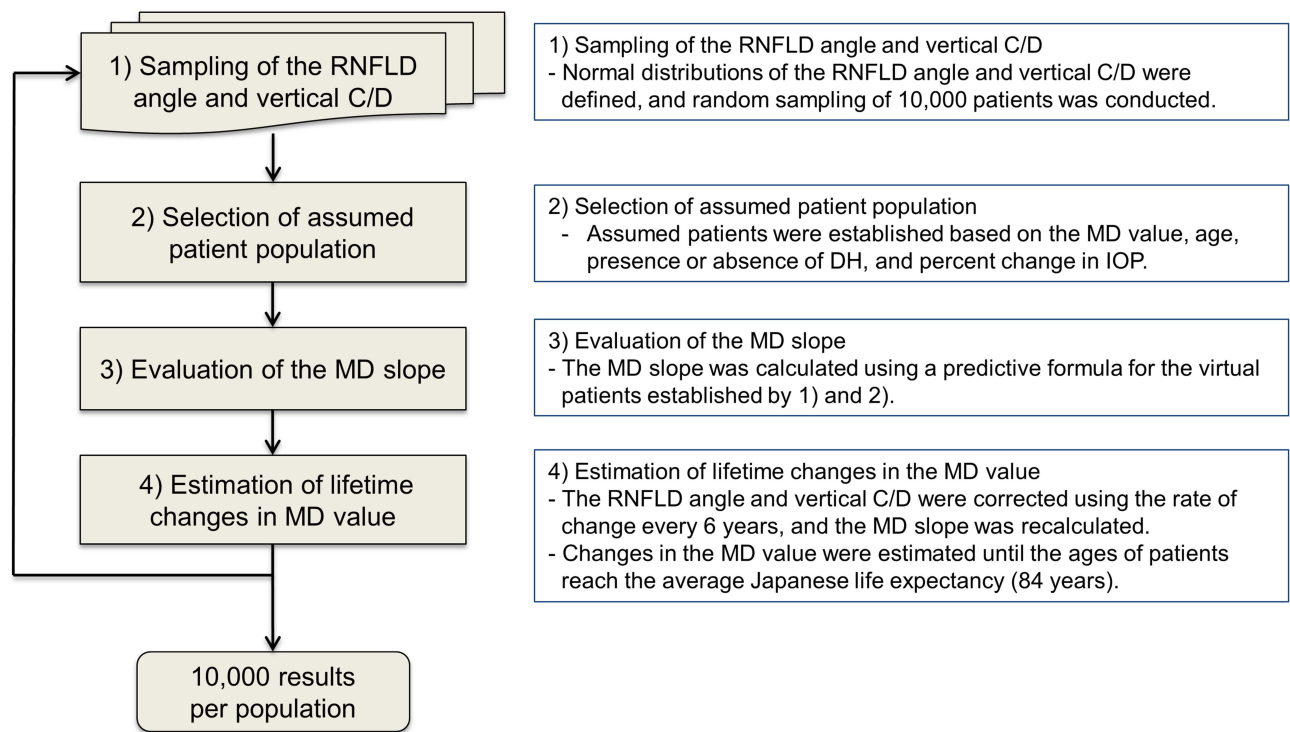 1) Sampling of the RNFLD
angle and vertical C/D
2) Selection of assumed
patient population
3) Evaluation of the MD slope
4) Estimation of lifetime
changes in MD value
10,000 results
per population
1) Sampling of the RNFLD angle and vertical C/D
- Normal distributions of the RNFLD angle and vertical C/D were
defined, and random sampling of 10,000 patients was conducted.
2) Selection of assumed patient population
- Assumed patients were established based on the MD value, age,
presence or absence of DH, and percent change in IOP.
3) Evaluation of the MD slope
- The MD slope was calculated using a predictive formula for the virtual
patients established by 1) and 2).
4) Estimation of lifetime changes in the MD value
- The RNFLD angle and vertical C/D were corrected using the rate of
change every 6 years, and the MD slope was recalculated.
- Changes in the MD value were estimated until the ages of patients
reach the average Japanese life expectancy (84 years).